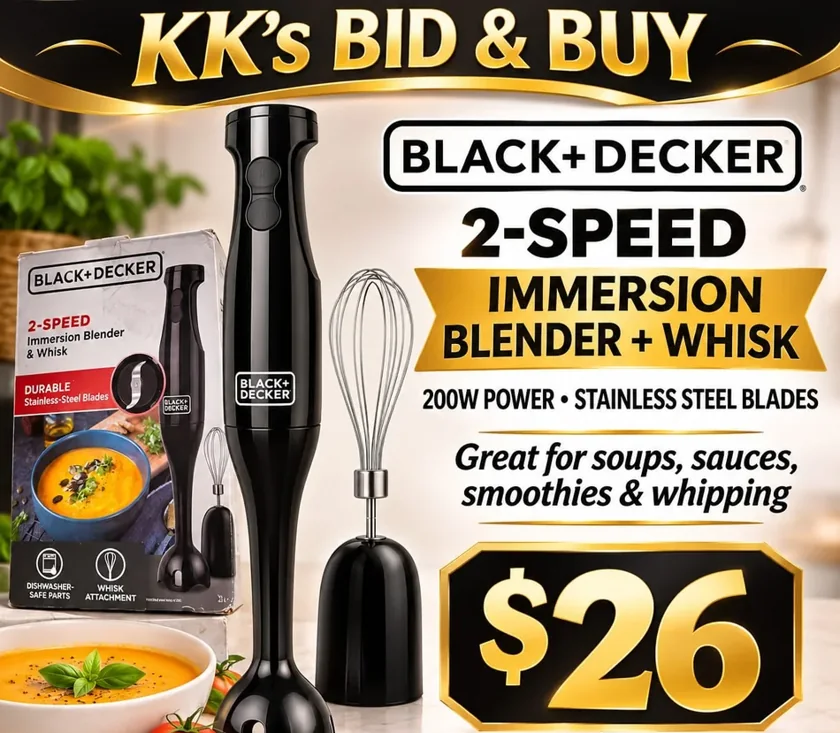 KK's BID & BUY
BLACK+DECKER
2-SPEED
IMMERSION
BLENDER + WHISK
200W POWER • STAINLESS STEEL BLADES
Great for soups, sauces,
smoothies & whipping
$26
BLACK+DECKER
2-SPEED
Immersion Blender
& Whisk
DURABLE
Stainless-Steel Blades
BLACK+
DECKER
DISHWASHER-
SAFE PARTS
WHISK
ATTACHMENT
BLACK+
DECKER